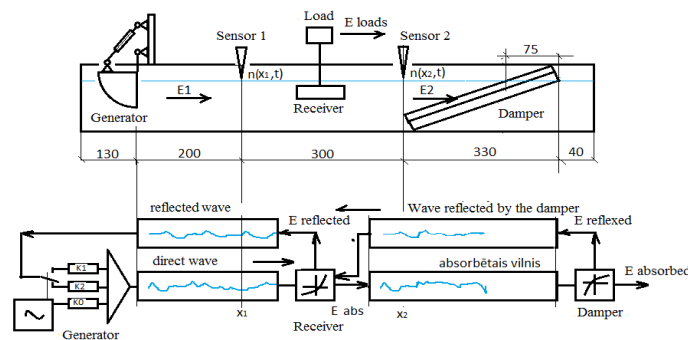 Load
E loads
Sensor 1
Sensor 2
75
n(x1,t)
n(x2,t)
E1
E2
Generator
Receiver
Damper
130
200
300
330
40
reflected wave
E reflected
Wave reflected by the damper
E reflexed
K1
K2
K0
direct wave
absorbētais vilnis
E absorbed
x1
E abs
x2
Generator
Receiver
Damper